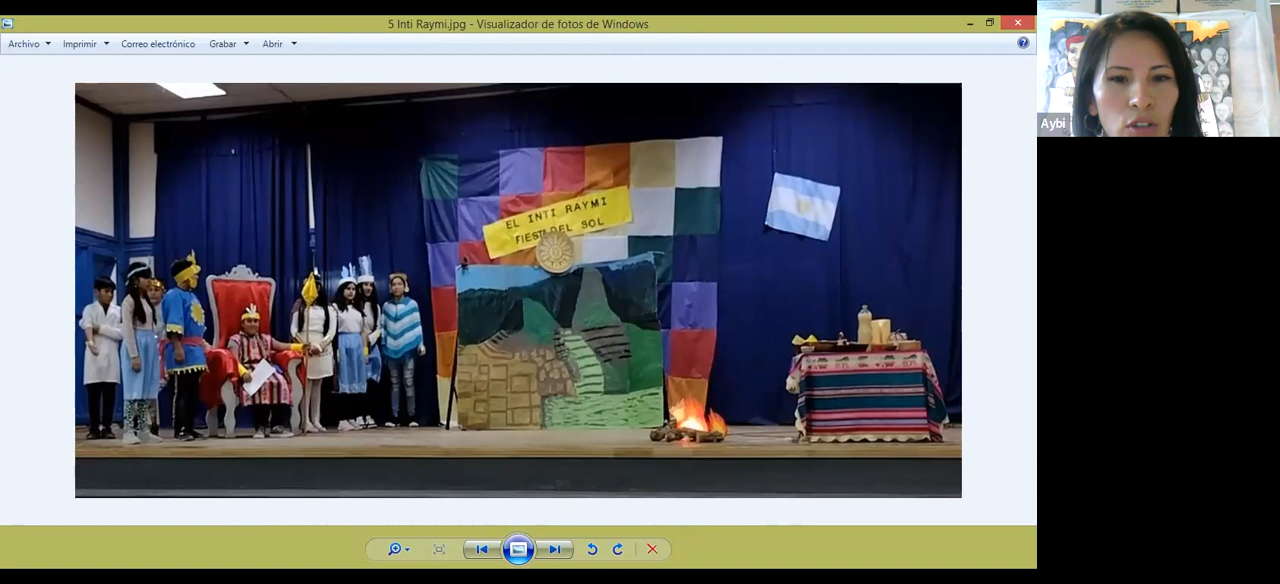 5 Inti Raymi.jpg - Visualizador de fotos de Windows
Archivo Imprimir Correo electrónico Grabar Abrir
Aybi
EL INTI RAYMI
FIESTA DEL SOL